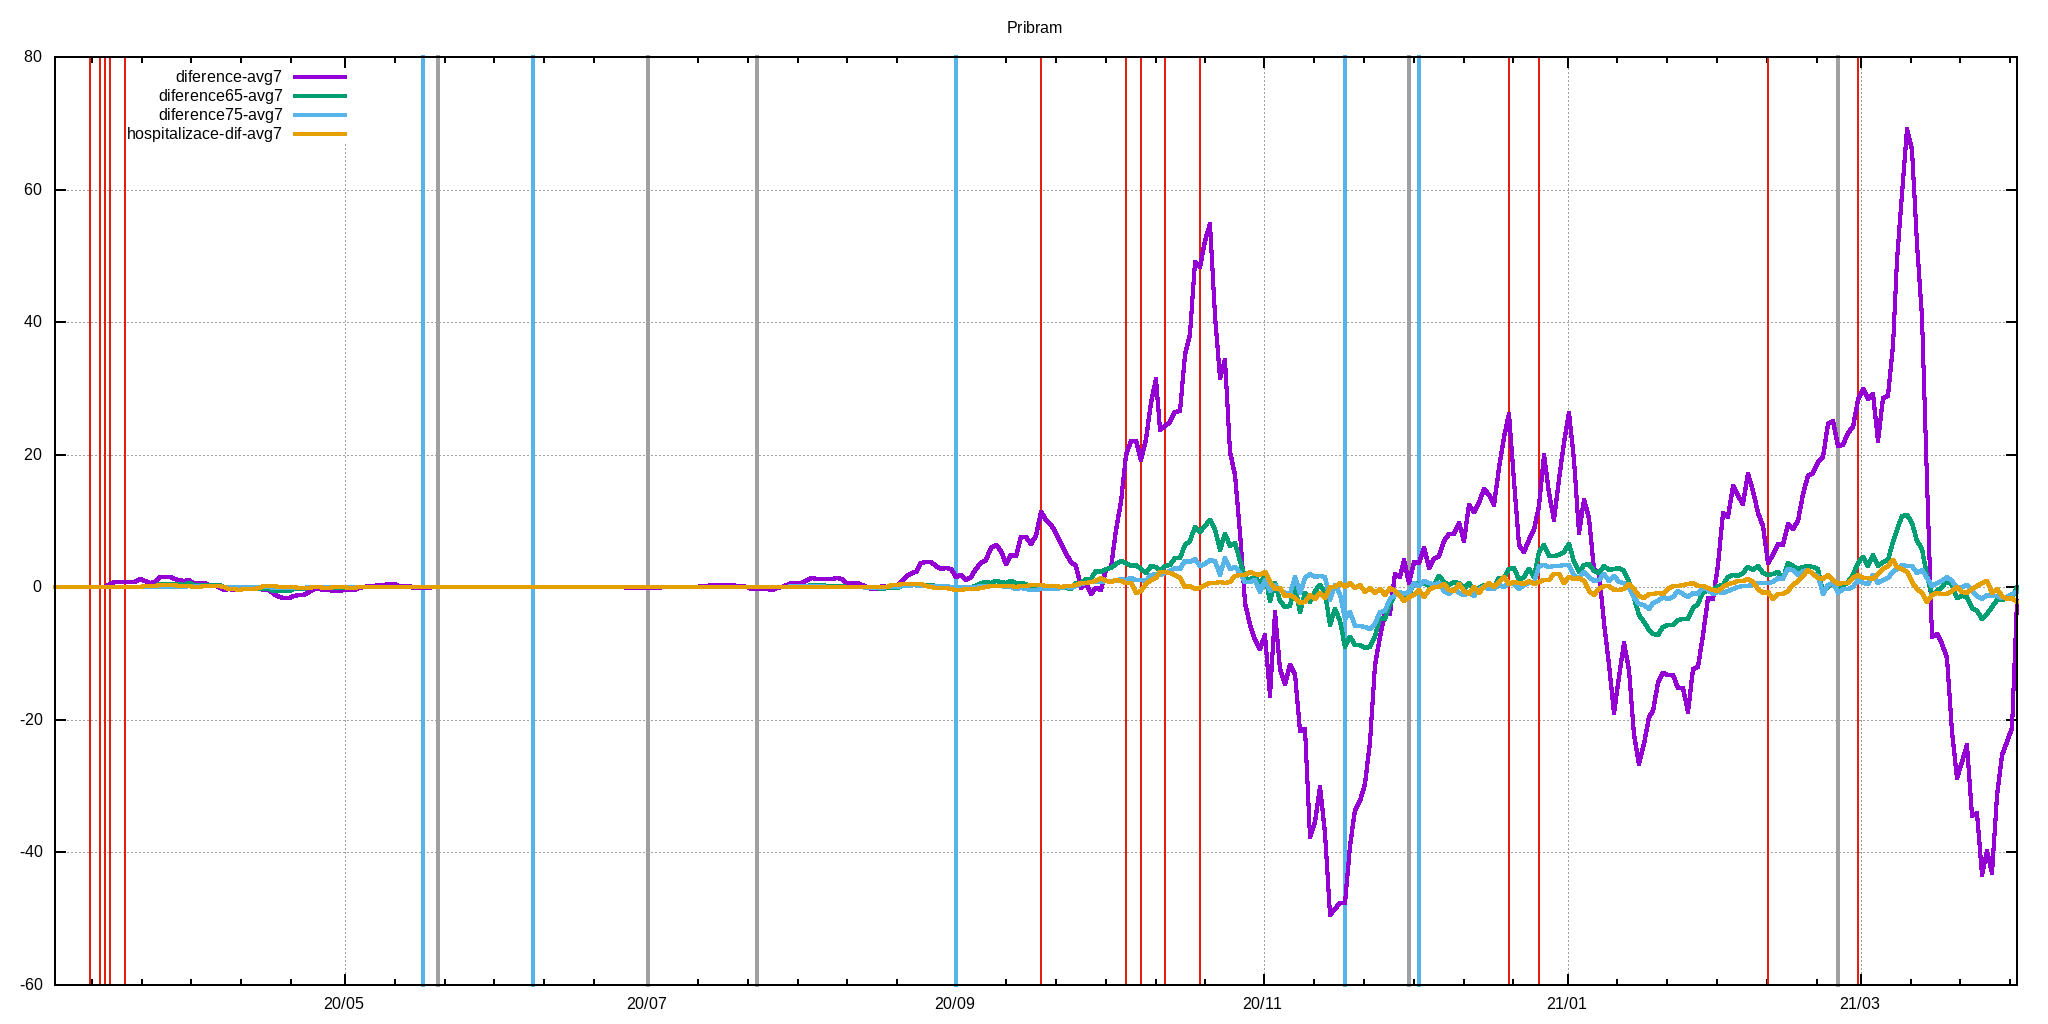 Pribram
diference-avg7
diference65-avg7
diference75-avg7
hospitalizace-dif-avg7
80
60
40
20
0
-20
-40
-60
20/05 20/07 20/09 20/11 21/01 21/03